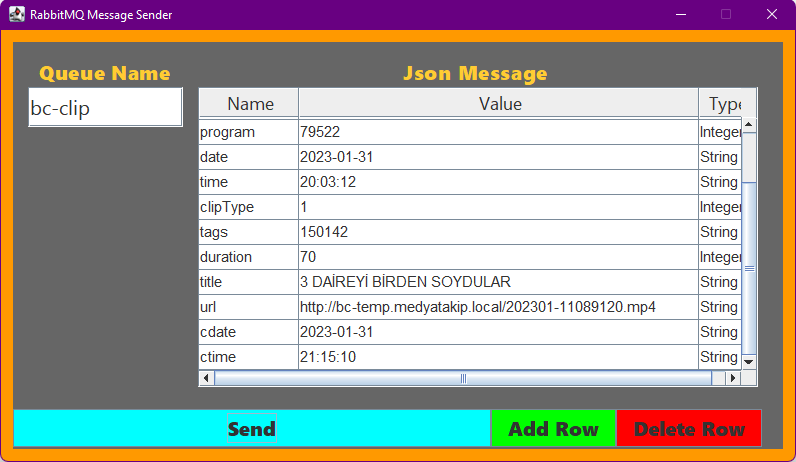 RabbitMQ Message Sender
Queue Name
Json Message
bc-clip
Name Value Type
program 79522 Integer
date 2023-01-31 String
time 20:03:12 String
clipType 1 Integer
tags 150142 String
duration 70 Integer
title 3 DAİREYİ BİRDEN SOYDULAR String
url http://bc-temp.medyatakip.local/202301-11089120.mp4 String
cdate 2023-01-31 String
ctime 21:15:10 String
Send Add Row Delete Row